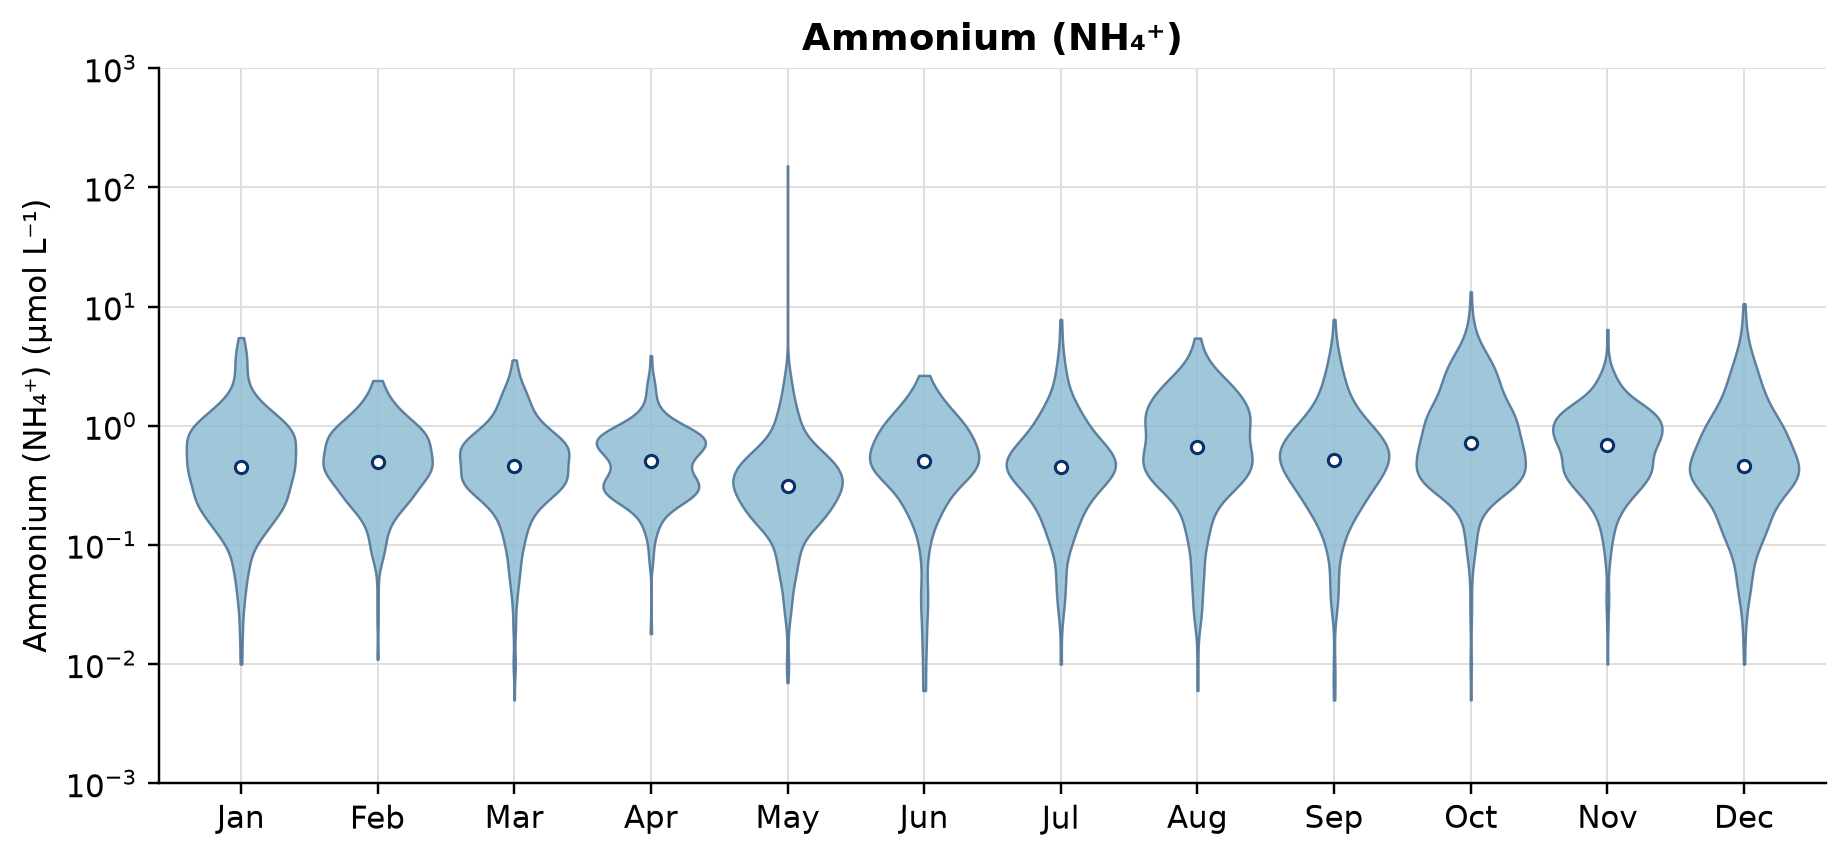 Ammonium (NH₄⁺)
Ammonium (NH₄⁺) (µmol L⁻¹)
10³
10²
10¹
10⁰
10⁻¹
10⁻²
10⁻³
Jan Feb Mar Apr May Jun Jul Aug Sep Oct Nov Dec